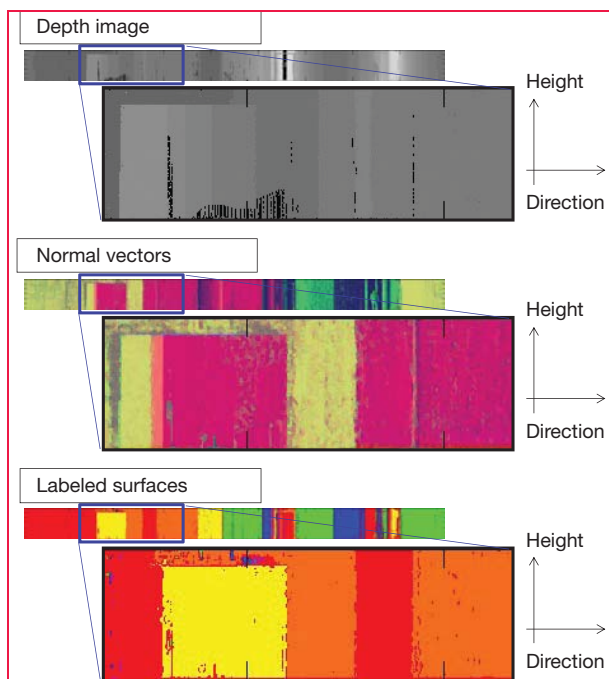 Depth image
Height
Direction
Normal vectors
Height
Direction
Labeled surfaces
Height
Direction